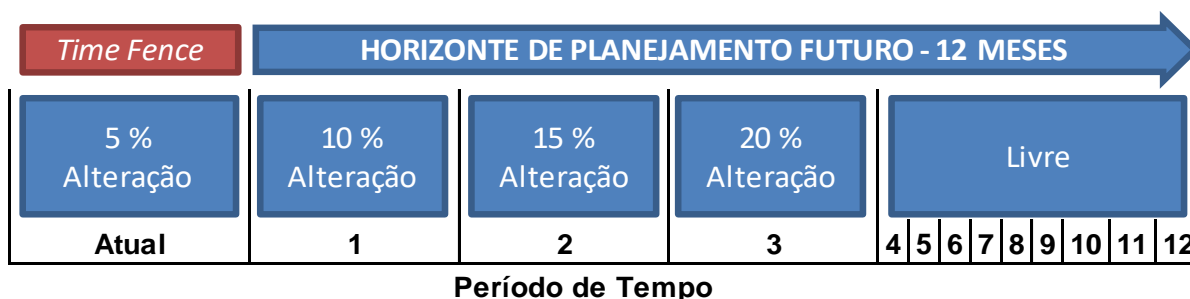 Time Fence
HORIZONTE DE PLANEJAMENTO FUTURO - 12 MESES
5 %
Alteração
10 %
Alteração
15 %
Alteração
20 %
Alteração
Livre
Atual 1 2 3 4 5 6 7 8 9 10 11 12
Período de Tempo